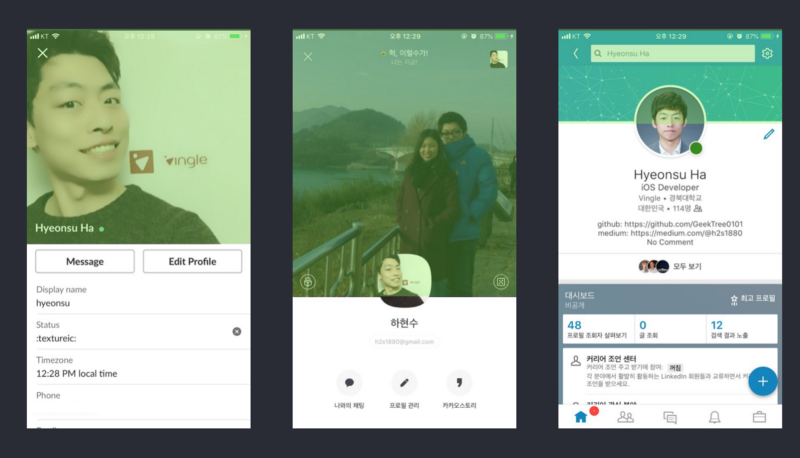 KT
오후 12:29
87%
Vingle
Hyeonsu Ha
Message
Edit Profile
Display name
hyeonsu
Status
:textureic:
Timezone
12:28 PM local time
Phone
KT
오후 12:29
87%
헉, 이럴수가!
나는 지금!
Vingle
하현수
h2s1880@gmail.com
나와의 채팅
프로필 관리
카카오스토리
KT
오후 12:29
87%
Hyeonsu Ha
Hyeonsu Ha
iOS Developer
Vingle • 경북대학교
대한민국 • 114명
github: https://github.com/GeekTree0101
medium: https://medium.com/@h2s1880
No Comment
모두 보기
대시보드
비공개
최고 프로필
48
프로필 조회자 살펴보기
0
글 조회
12
검색 결과 노출
커리어 조언 센터
커리어 조언 주고 받기에 참여: 꺼짐
각 분야에서 활발히 활동하는 LinkedIn 회원들과 교류하면서 커
조언을 받으세요.